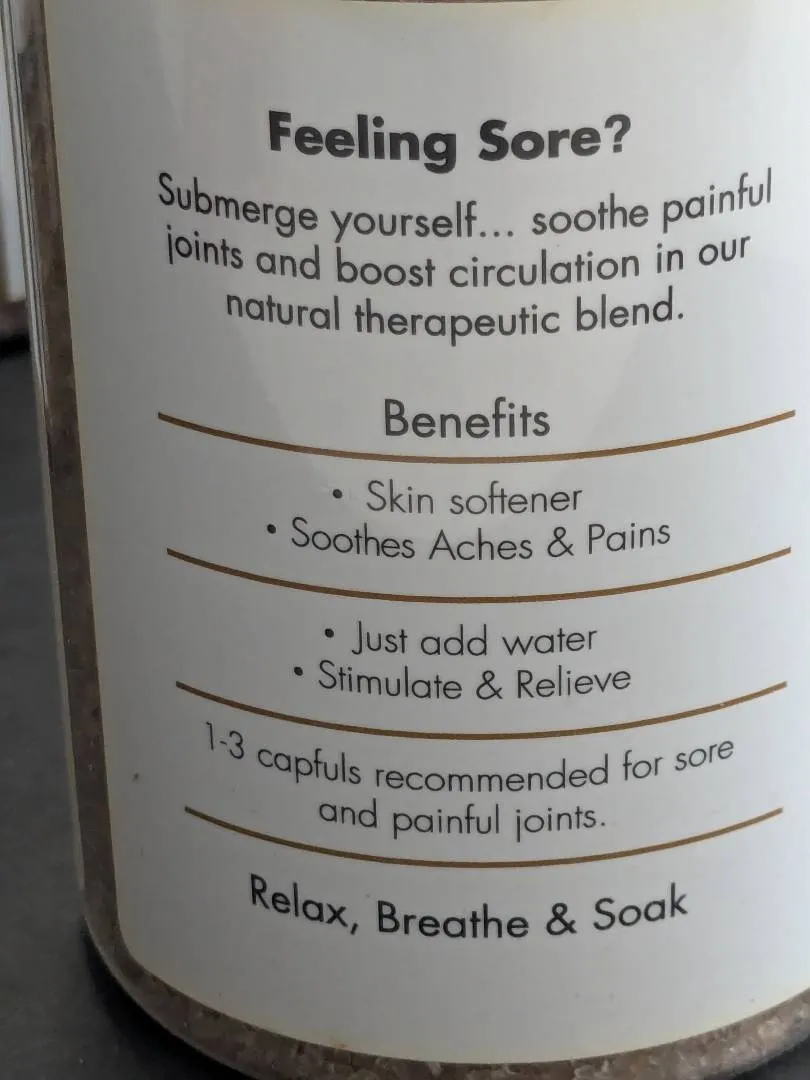 Feeling Sore?
Submerge yourself... soothe painful
joints and boost circulation in our
natural therapeutic blend.
Benefits
• Skin softener
• Soothes Aches & Pains
• Just add water
• Stimulate & Relieve
1-3 capfuls recommended for sore
and painful joints.
Relax, Breathe & Soak